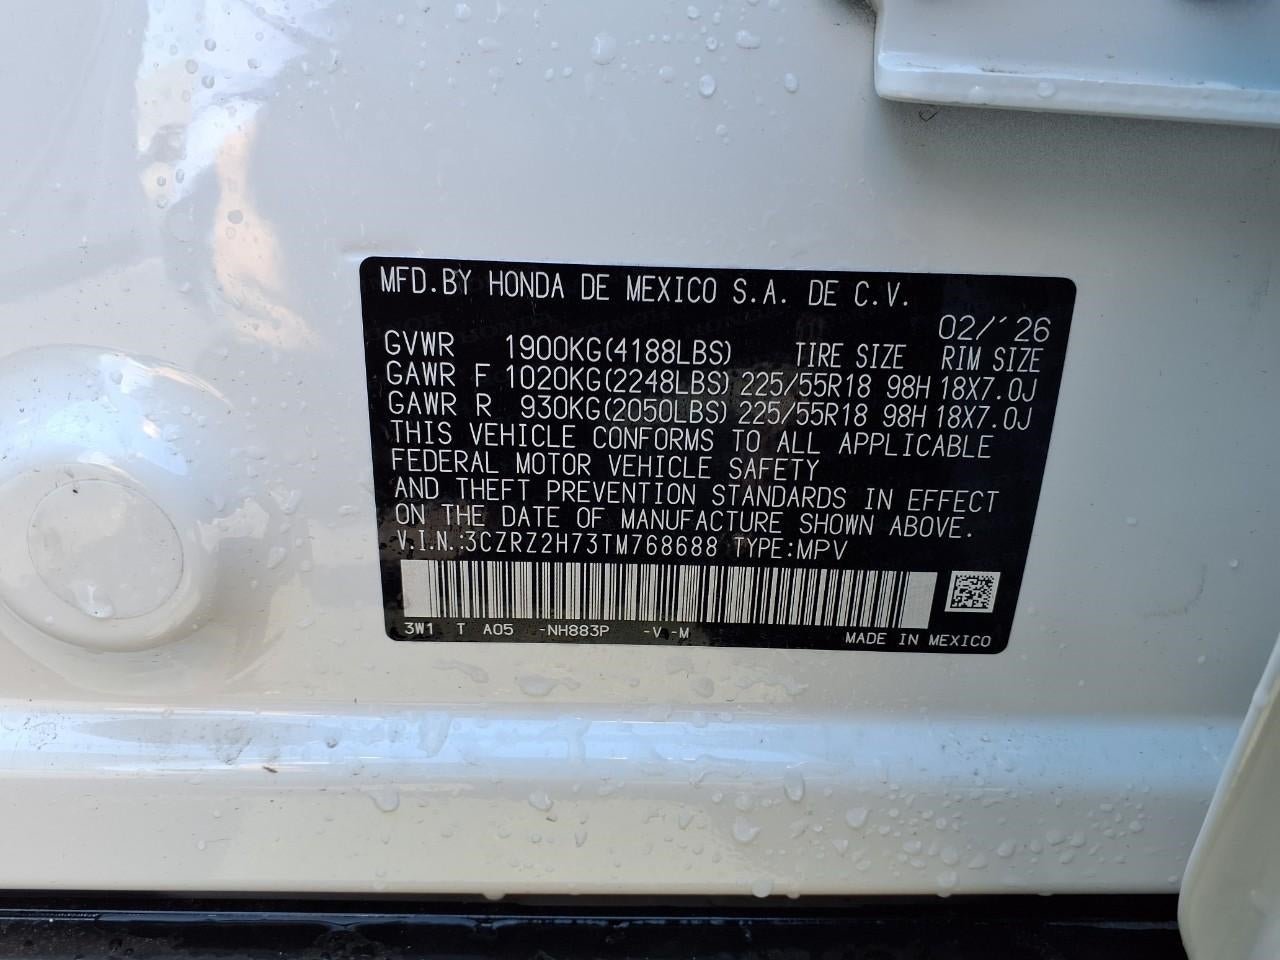 MFD.BY HONDA DE MEXICO S.A. DE C.V.
02/'26
GVWR 1900KG(4188LBS) TIRE SIZE RIM SIZE
GAWR F 1020KG(2248LBS) 225/55R18 98H 18X7.0J
GAWR R 930KG(2050LBS) 225/55R18 98H 18X7.0J
THIS VEHICLE CONFORMS TO ALL APPLICABLE
FEDERAL MOTOR VEHICLE SAFETY
AND THEFT PREVENTION STANDARDS IN EFFECT
ON THE DATE OF MANUFACTURE SHOWN ABOVE.
V.I.N.:3CZRZ2H73TM768688 TYPE:MPV
3W1 T A05 -NH883P -V -M MADE IN MEXICO